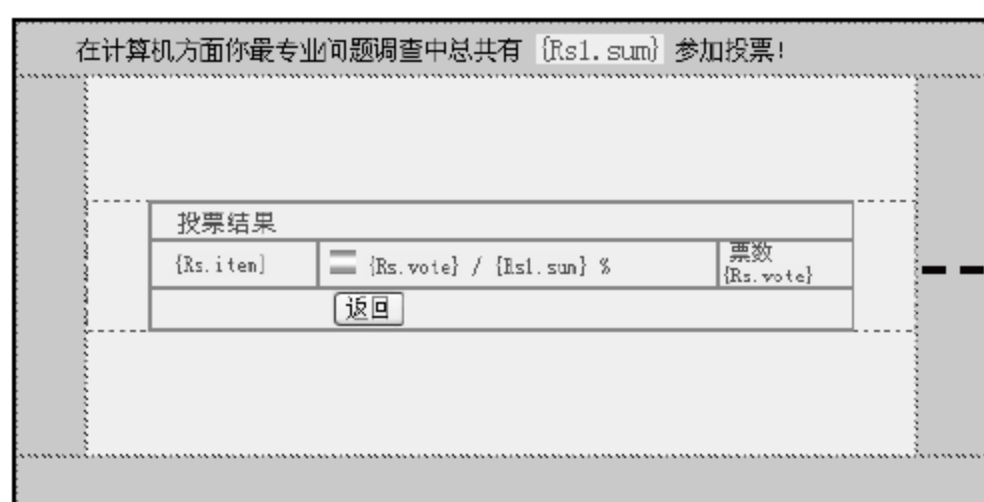 在计算机方面你最专业问题调查中总共有 {Rs1.sum} 参加投票!
投票结果
{Rs.item} {Rs.vote} / {Rs1.sum} % 票数
{Rs.vote}
返回